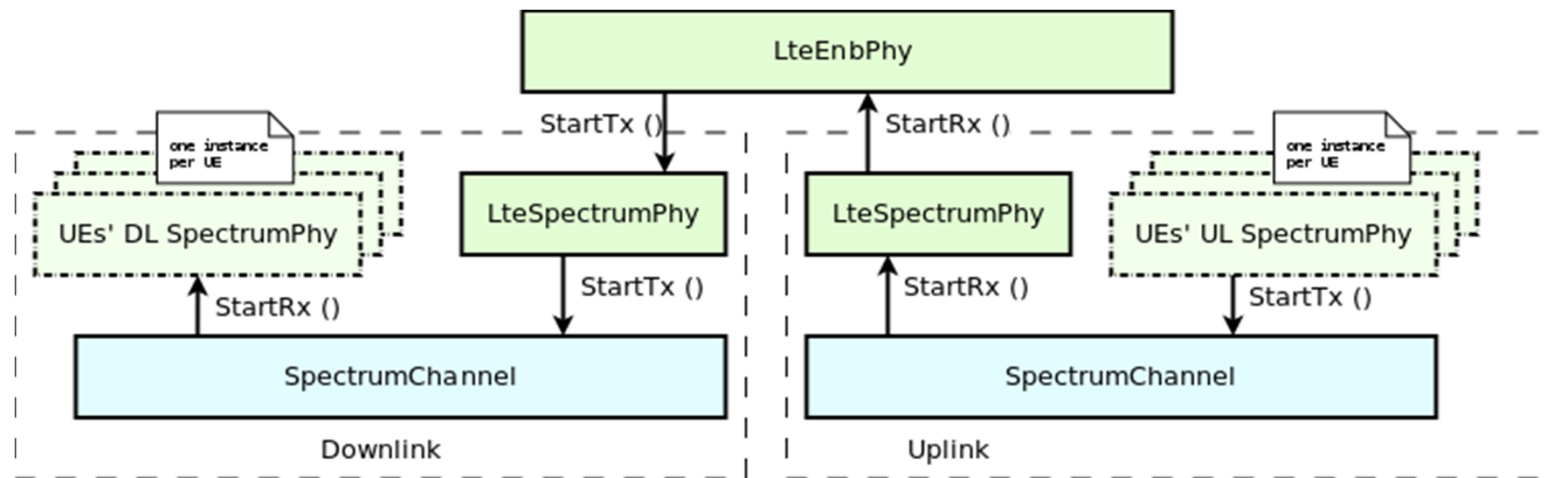 LteEnbPhy
StartTx ()
StartRx ()
one instance
per UE
UEs' DL SpectrumPhy
LteSpectrumPhy
StartRx ()
StartTx ()
SpectrumChannel
Downlink
one instance
per UE
LteSpectrumPhy
UEs' UL SpectrumPhy
StartRx ()
StartTx ()
SpectrumChannel
Uplink